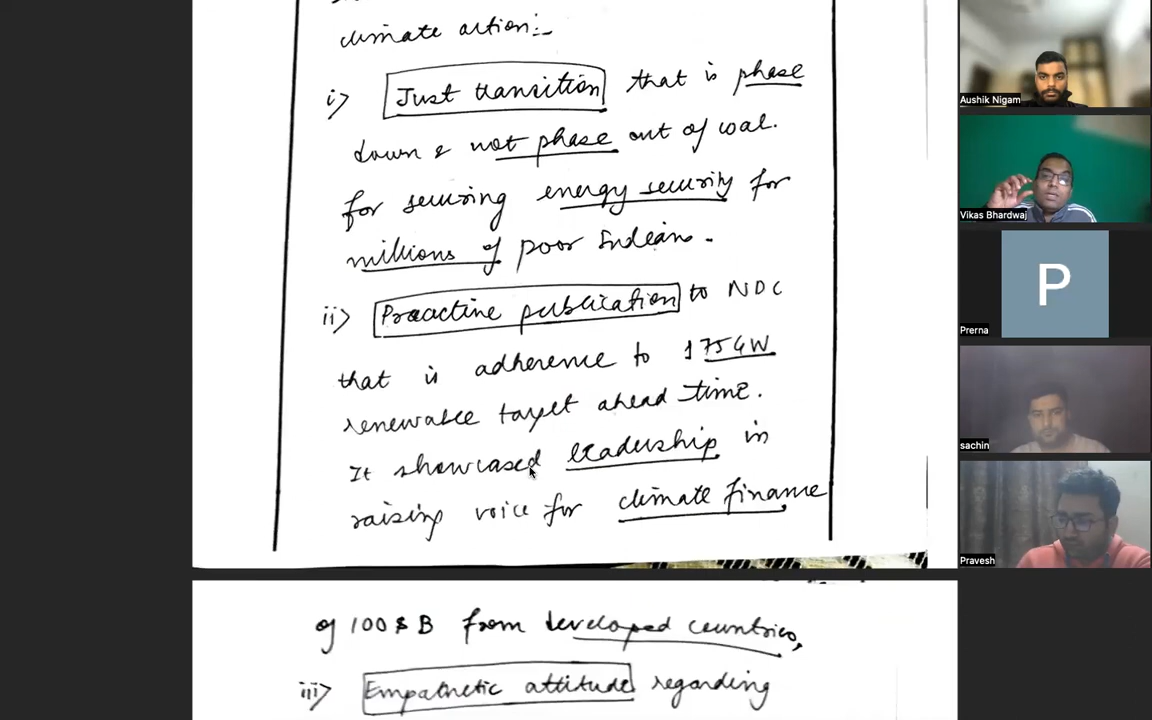 climate action:-
i) Just transition that is phase
down & not phase out of coal.
for securing energy security for
millions of poor Indians.
ii) Proactive publication to NDC
that is adherence to 175GW
renewable target ahead time.
It showcased leadership in
raising voice for climate finance
of 100 $ B from developed countries,
iii) Empathetic attitude regarding
Aushik Nigam
Vikas Bhardwaj
P
Prerna
sachin
Pravesh